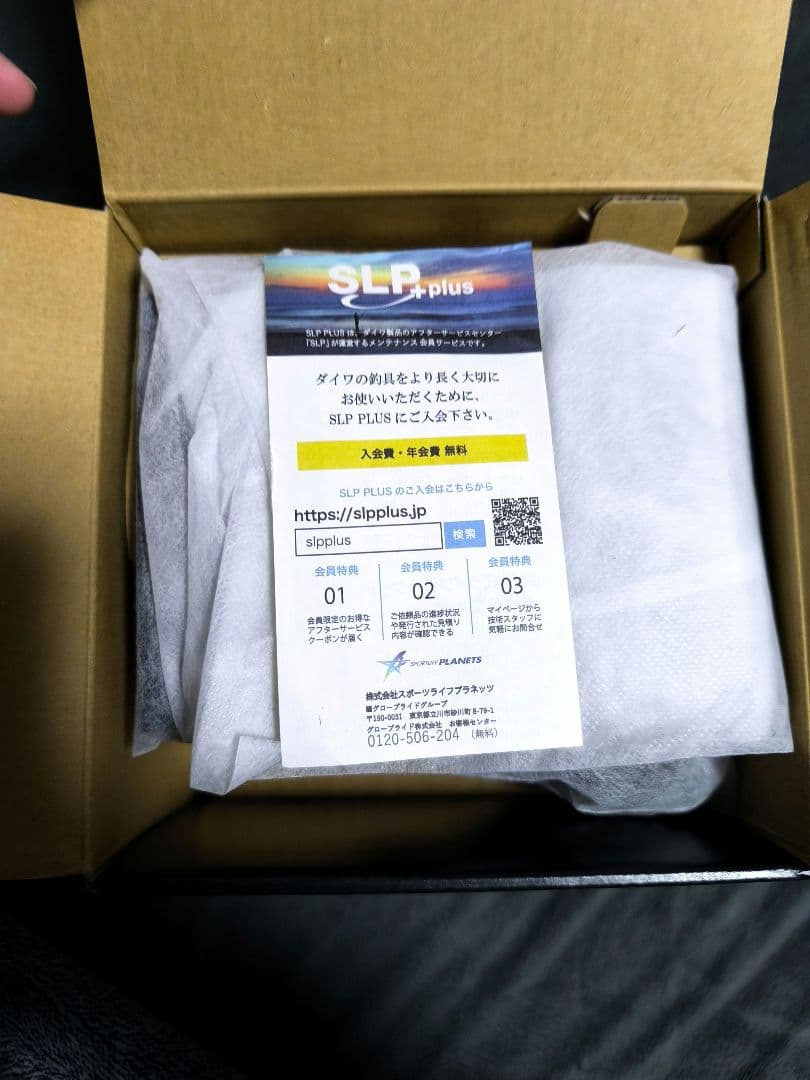 SLP+plus
SLP PLUS は、ダイワ製品のアフターサービスセンター
「SLP」が運営するメンテナンス会員サービスです。
ダイワの釣具をより長く大切に
お使いいただくために、
SLP PLUS にご入会下さい。
入会費・年会費 無料
SLP PLUS のご入会はこちらから
https://slpplus.jp
slpplus 検索
会員特典
01
会員限定のお得な
アフターサービス
クーポンが届く
会員特典
02
ご依頼品の進捗状況
や発行された見積り
内容が確認できる
会員特典
03
マイページから
技術スタッフに
気軽にお問合せ
SPORTLIFE PLANETS
株式会社スポーツライフプラネッツ
■グローブライドグループ
〒190-0031 東京都立川市砂川町 8-79-1
グローブライド株式会社 お客様センター
0120-506-204 （無料）